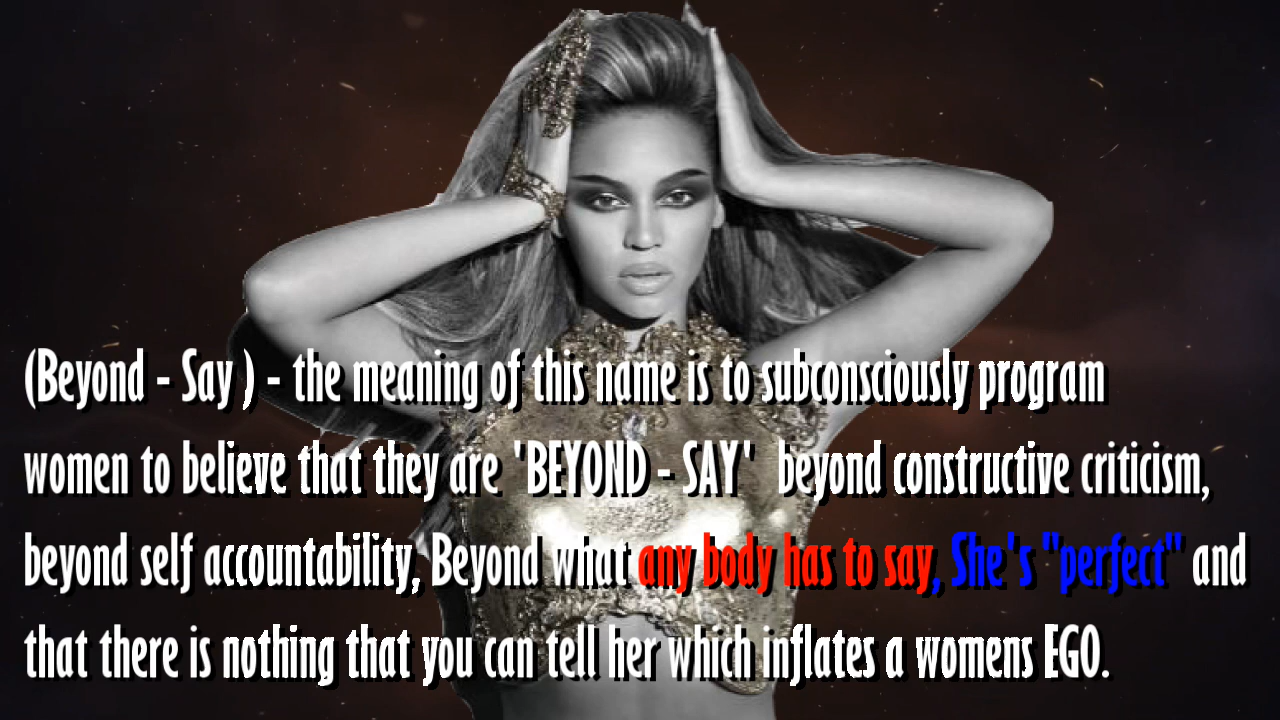 (Beyond - Say ) - the meaning of this name is to subconsciously program
women to believe that they are 'BEYOND - SAY' beyond constructive criticism,
beyond self accountability, Beyond what any body has to say, She's "perfect" and
that there is nothing that you can tell her which inflates a womens EGO.